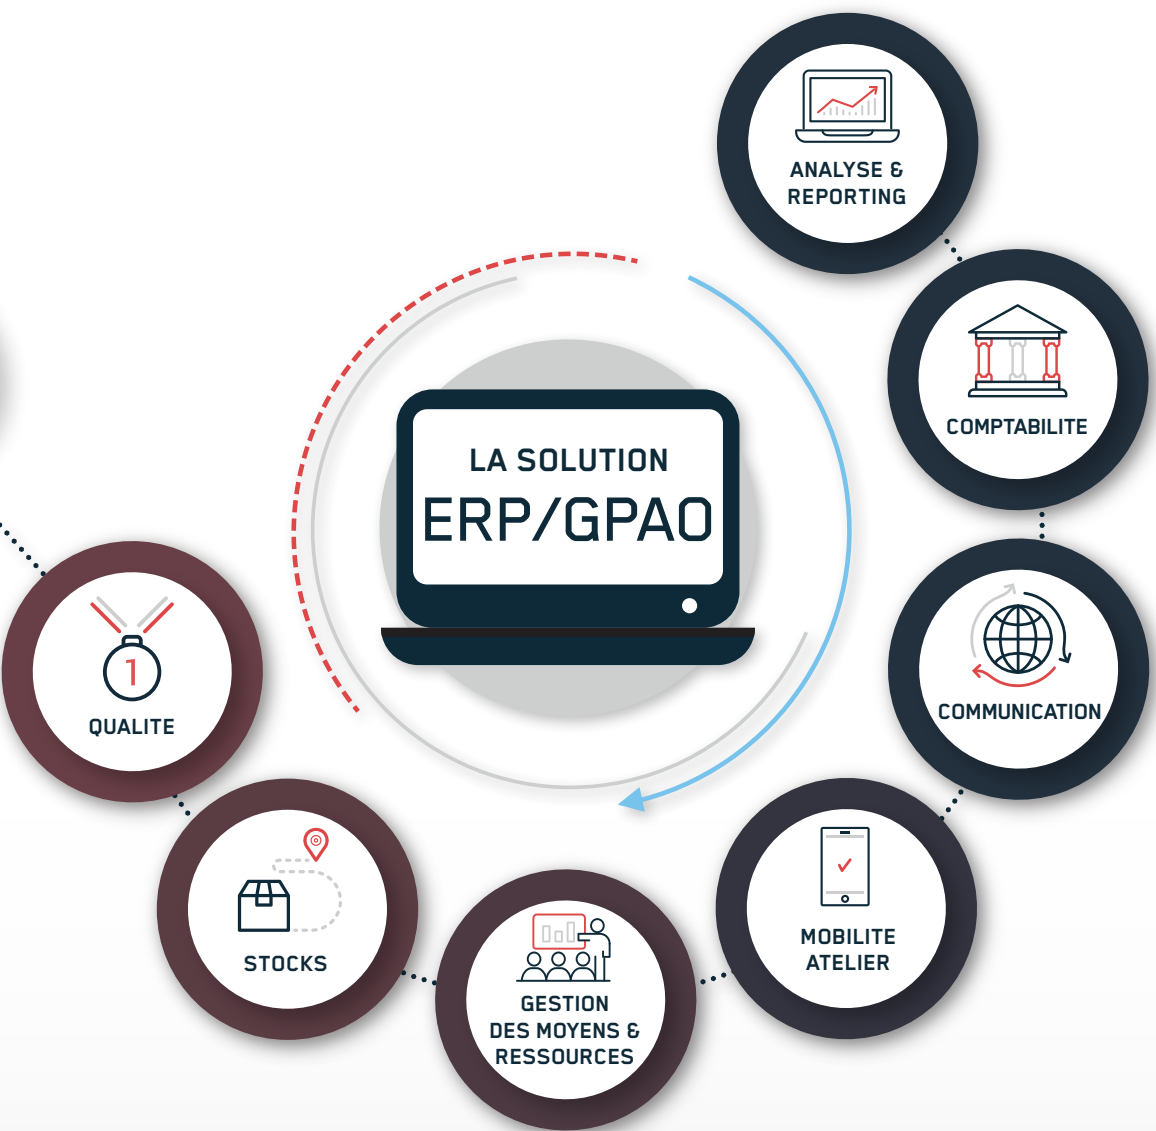 ANALYSE &
REPORTING
COMPTABILITE
LA SOLUTION
ERP/GPAO
COMMUNICATION
1
QUALITE
MOBILITE
ATELIER
STOCKS
GESTION
DES MOYENS &
RESSOURCES